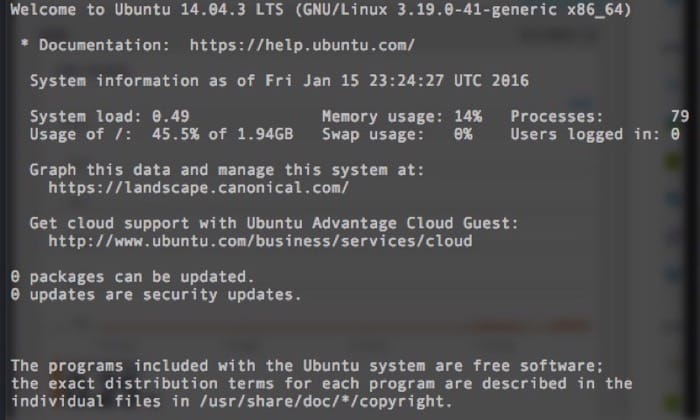 Welcome to Ubuntu 14.04.3 LTS (GNU/Linux 3.19.0-41-generic x86_64)
* Documentation:  https://help.ubuntu.com/
System information as of Fri Jan 15 23:24:27 UTC 2016
System load: 0.49 Memory usage: 14% Processes: 79
Usage of /: 45.5% of 1.94GB Swap usage: 0% Users logged in: 0
Graph this data and manage this system at:
https://landscape.canonical.com/
Get cloud support with Ubuntu Advantage Cloud Guest:
http://www.ubuntu.com/business/services/cloud
0 packages can be updated.
0 updates are security updates.
The programs included with the Ubuntu system are free software;
the exact distribution terms for each program are described in the
individual files in /usr/share/doc/*/copyright.